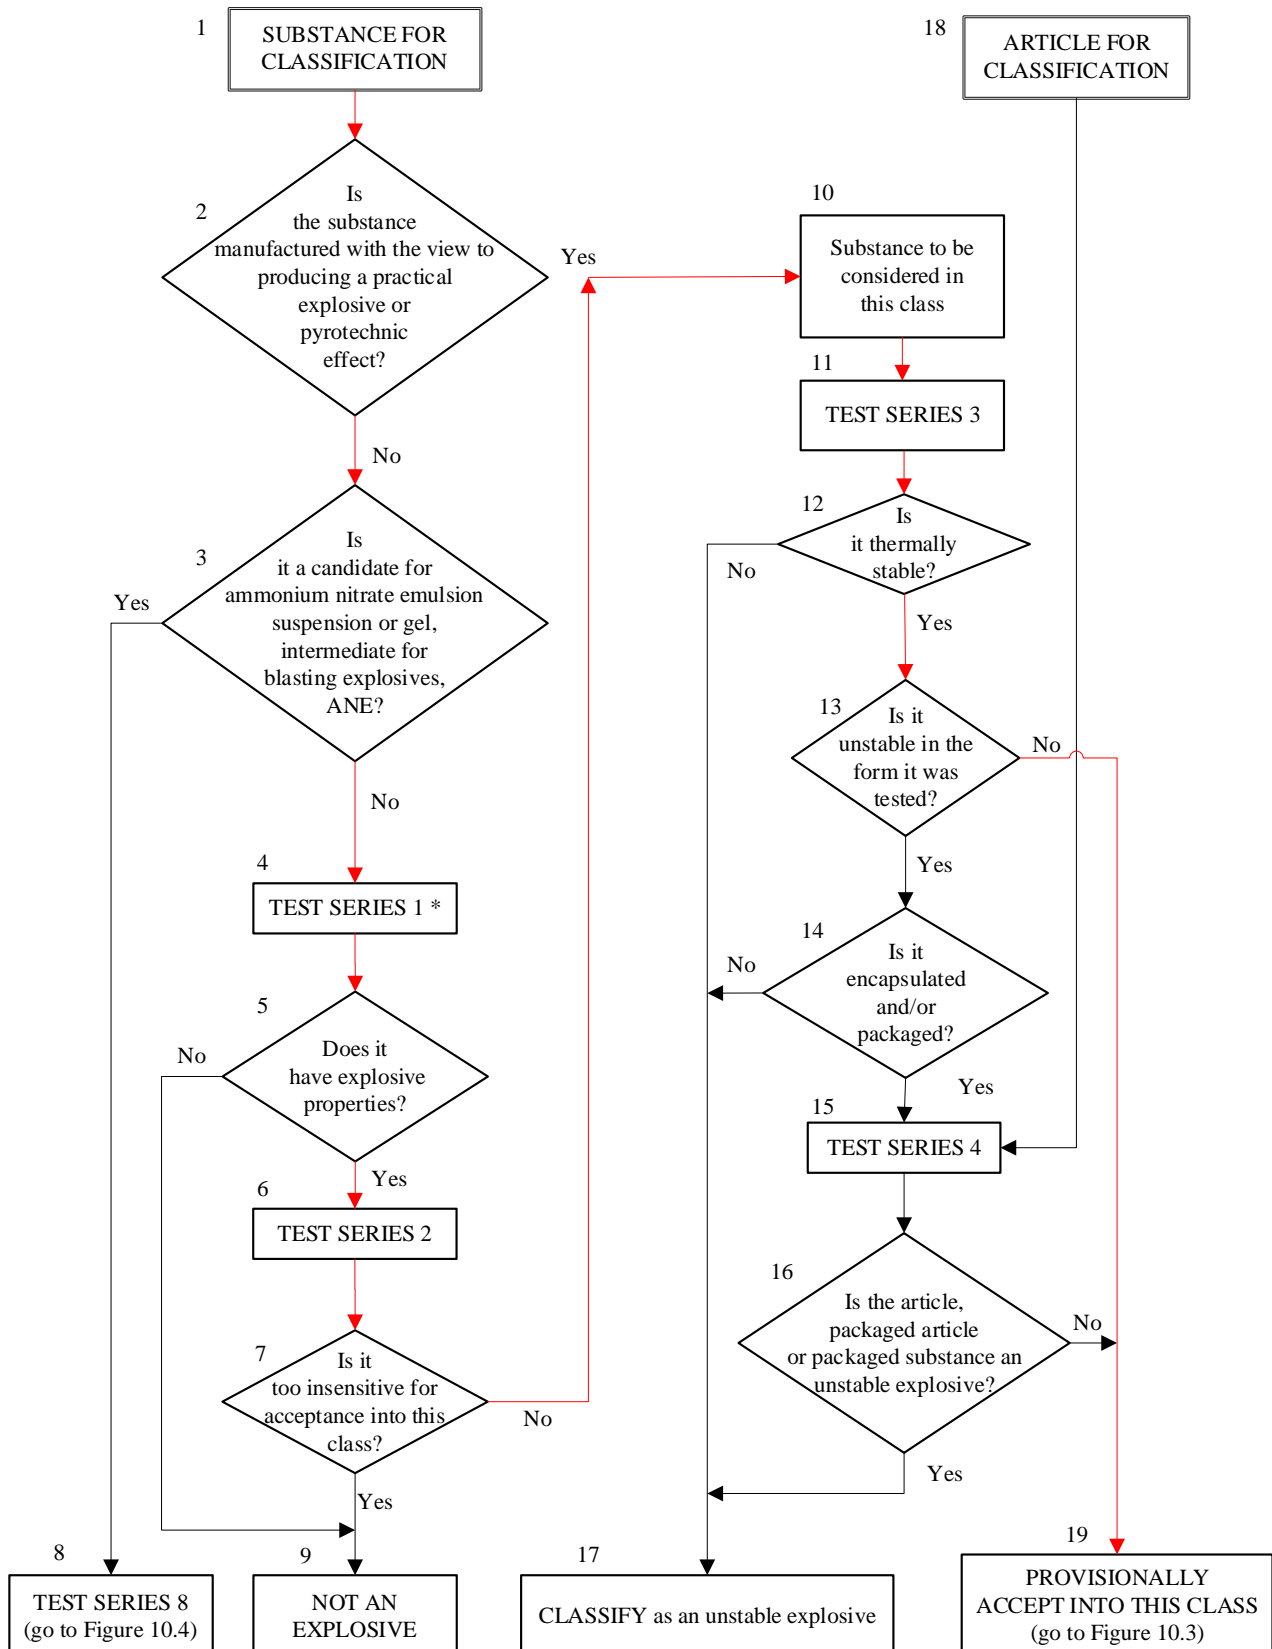 1
SUBSTANCE FOR
CLASSIFICATION
2
Is
the substance
manufactured with the view to
producing a practical
explosive or
pyrotechnic
effect?
Yes
No
3
Is
it a candidate for
ammonium nitrate emulsion
suspension or gel,
intermediate for
blasting explosives,
ANE?
Yes
No
4
TEST SERIES 1 *
5
Does it
have explosive
properties?
No
Yes
6
TEST SERIES 2
7
Is it
too insensitive for
acceptance into this
class?
No
Yes
8
TEST SERIES 8
(go to Figure 10.4)
9
NOT AN
EXPLOSIVE
10
Substance to be
considered in
this class
11
TEST SERIES 3
12
Is
it thermally
stable?
No
Yes
13
Is it
unstable in the
form it was
tested?
No
Yes
14
Is it
encapsulated
and/or
packaged?
No
Yes
15
TEST SERIES 4
16
Is the article,
packaged article
or packaged substance an
unstable explosive?
No
Yes
17
CLASSIFY as an unstable explosive
18
ARTICLE FOR
CLASSIFICATION
19
PROVISIONALLY
ACCEPT INTO THIS CLASS
(go to Figure 10.3)